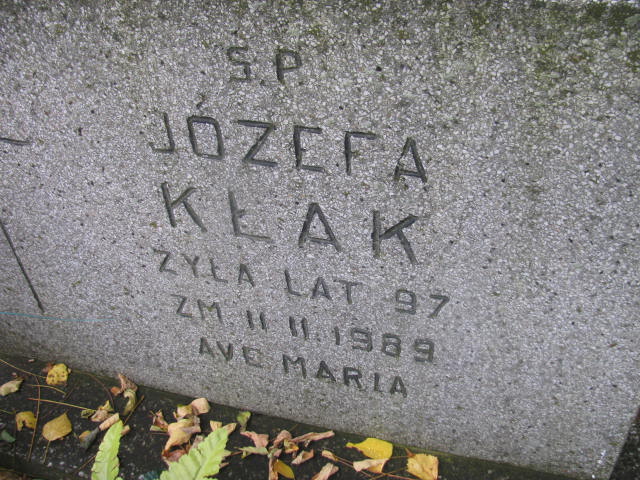 Ś.P.
JÓZEFA
KŁAK
ŻYŁA LAT 97
ZM 11 11.1989
AVE MARIA